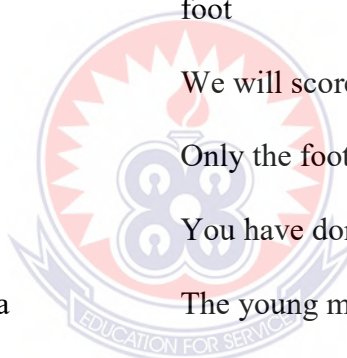 foot
We will score
Only the foot
You have don
a The young m
EDUCATION FOR SERVICE